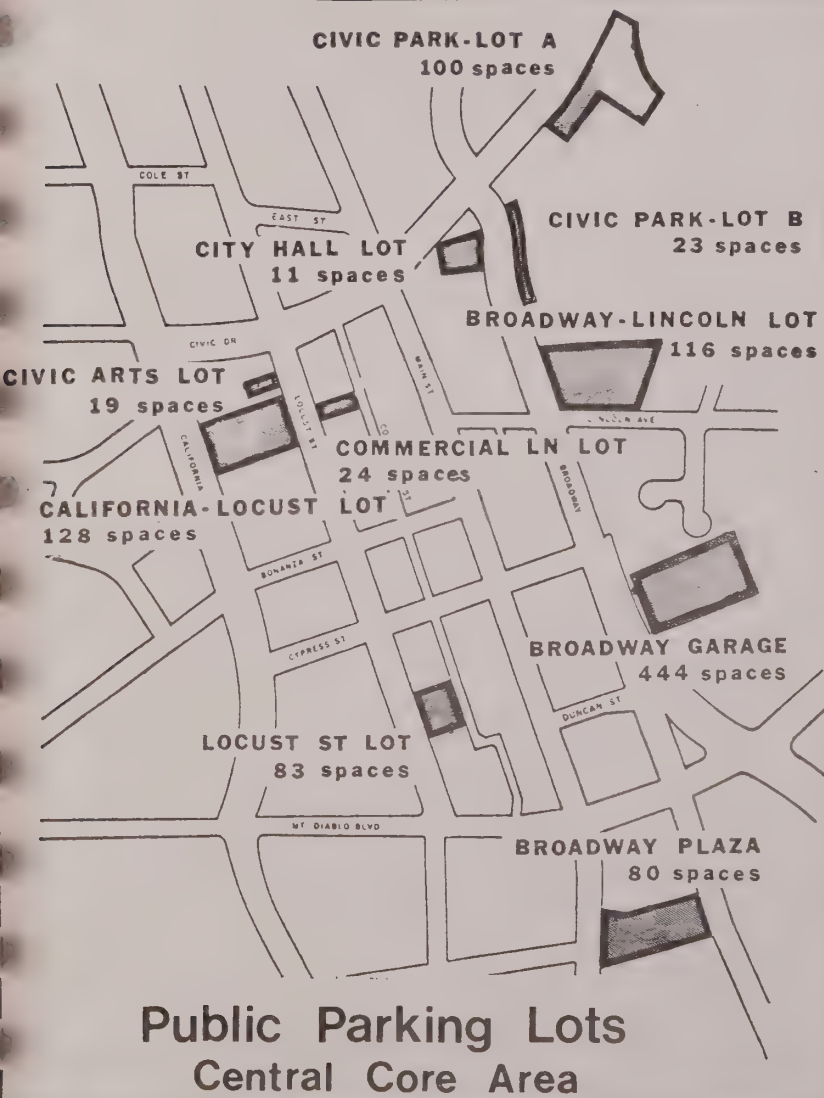 CIVIC PARK-LOT A
100 spaces
COLE ST
EAST ST
CIVIC PARK-LOT B
23 spaces
CITY HALL LOT
11 spaces
BROADWAY-LINCOLN LOT
116 spaces
CIVIC DR
MAIN ST
CIVIC ARTS LOT
19 spaces
LOCUST ST
CALIFORNIA
COMMERCIAL LN LOT
24 spaces
BROADWAY
CALIFORNIA-LOCUST LOT
128 spaces
BONANZA ST
CYPRESS ST
BROADWAY GARAGE
444 spaces
DUNCAN ST
LOCUST ST LOT
83 spaces
MT DIABLO BLVD
BROADWAY PLAZA
80 spaces
Public Parking Lots
Central Core Area